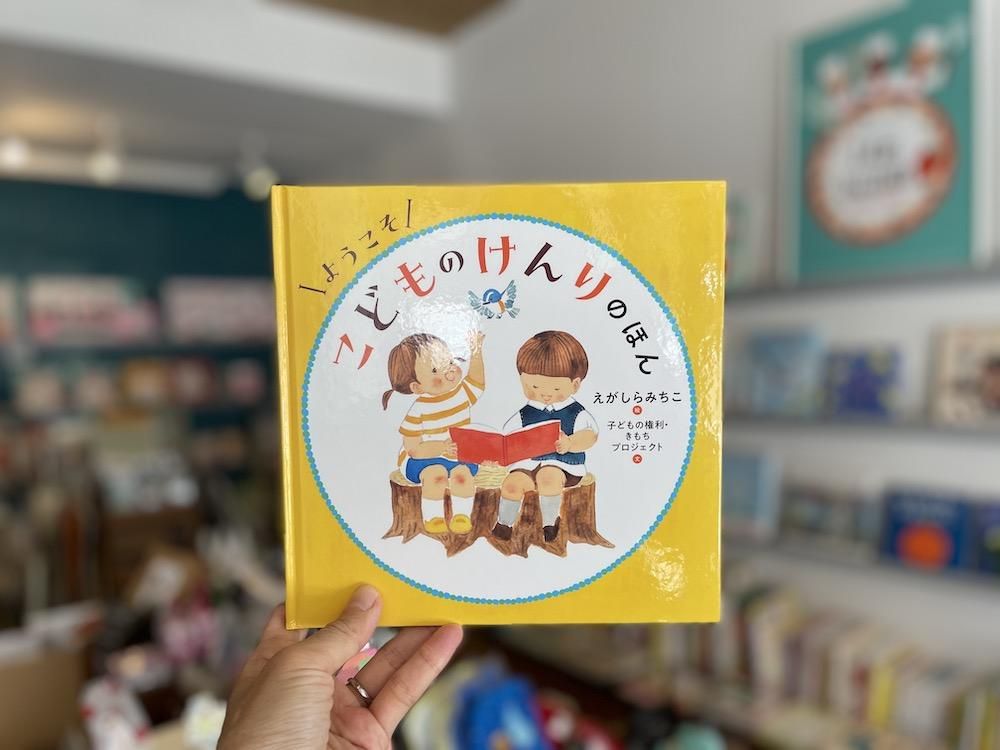 \ようこそ/
こどものけんりのほん
えがしらみちこ
絵
子どもの権利・
きもち
プロジェクト
文